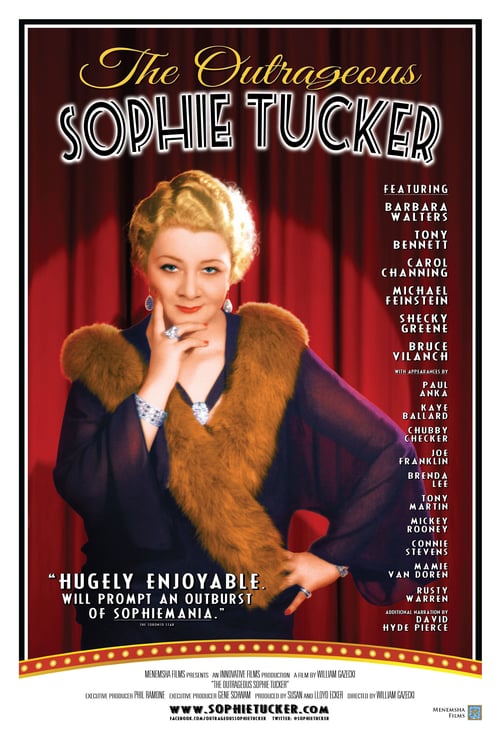 The Outrageous
SOPHIE TUCKER
FEATURING
BARBARA
WALTERS
TONY
BENNETT
CAROL
CHANNING
MICHAEL
FEINSTEIN
SHECKY
GREENE
BRUCE
VILANCH
WITH APPEARANCES BY
PAUL
ANKA
KAYE
BALLARD
CHUBBY
CHECKER
JOE
FRANKLIN
BRENDA
LEE
TONY
MARTIN
MICKEY
ROONEY
CONNIE
STEVENS
MAMIE
VAN DOREN
RUSTY
WARREN
ADDITIONAL NARRATION BY
DAVID
HYDE PIERCE
"HUGELY ENJOYABLE.
WILL PROMPT AN OUTBURST
OF SOPHIEMANIA."
THE TORONTO STAR
MENEMSHA FILMS PRESENTS AN INNOVATIVE FILMS PRODUCTION A FILM BY WILLIAM GAZECKI
"THE OUTRAGEOUS SOPHIE TUCKER"
EXECUTIVE PRODUCER PHIL RAMONE EXECUTIVE PRODUCER GENE SCHWAM PRODUCED BY SUSAN AND LLOYD ECKER DIRECTED BY WILLIAM GAZECKI
WWW.SOPHIETUCKER.COM
FACEBOOK.COM/OUTRAGEOUSSOPHIETUCKER TWITTER: @SOPHIETUCKER
MENEMSHA
FILMS